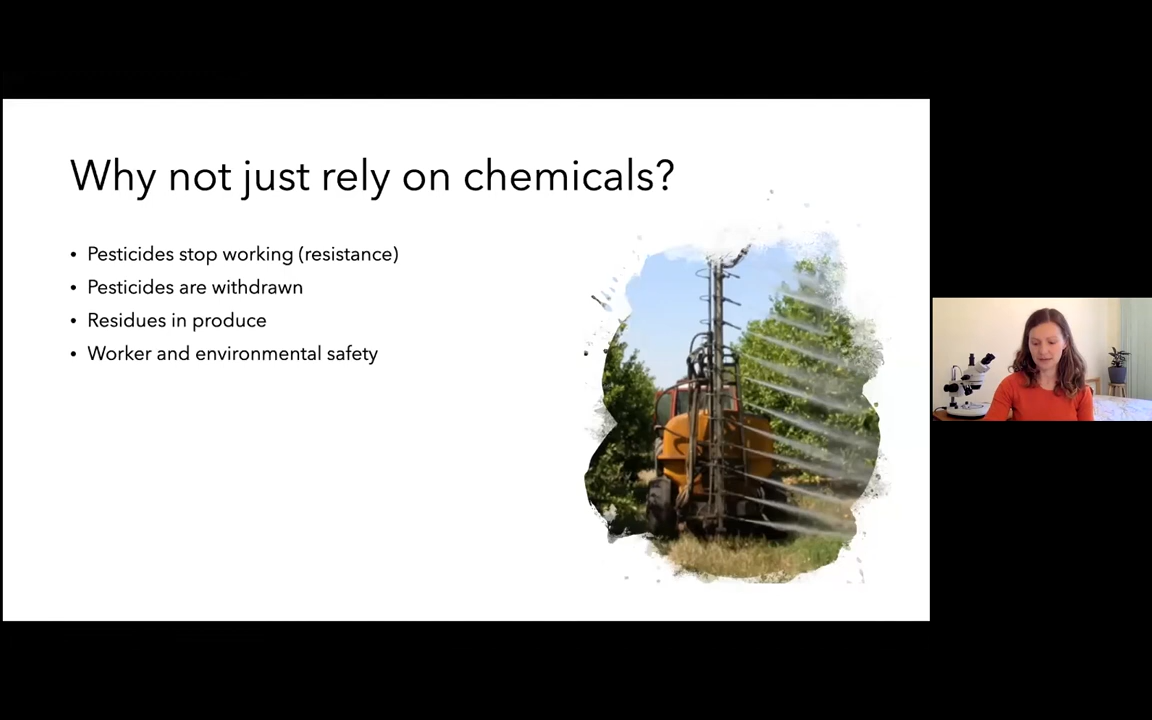 Why not just rely on chemicals?
• Pesticides stop working (resistance)
• Pesticides are withdrawn
• Residues in produce
• Worker and environmental safety